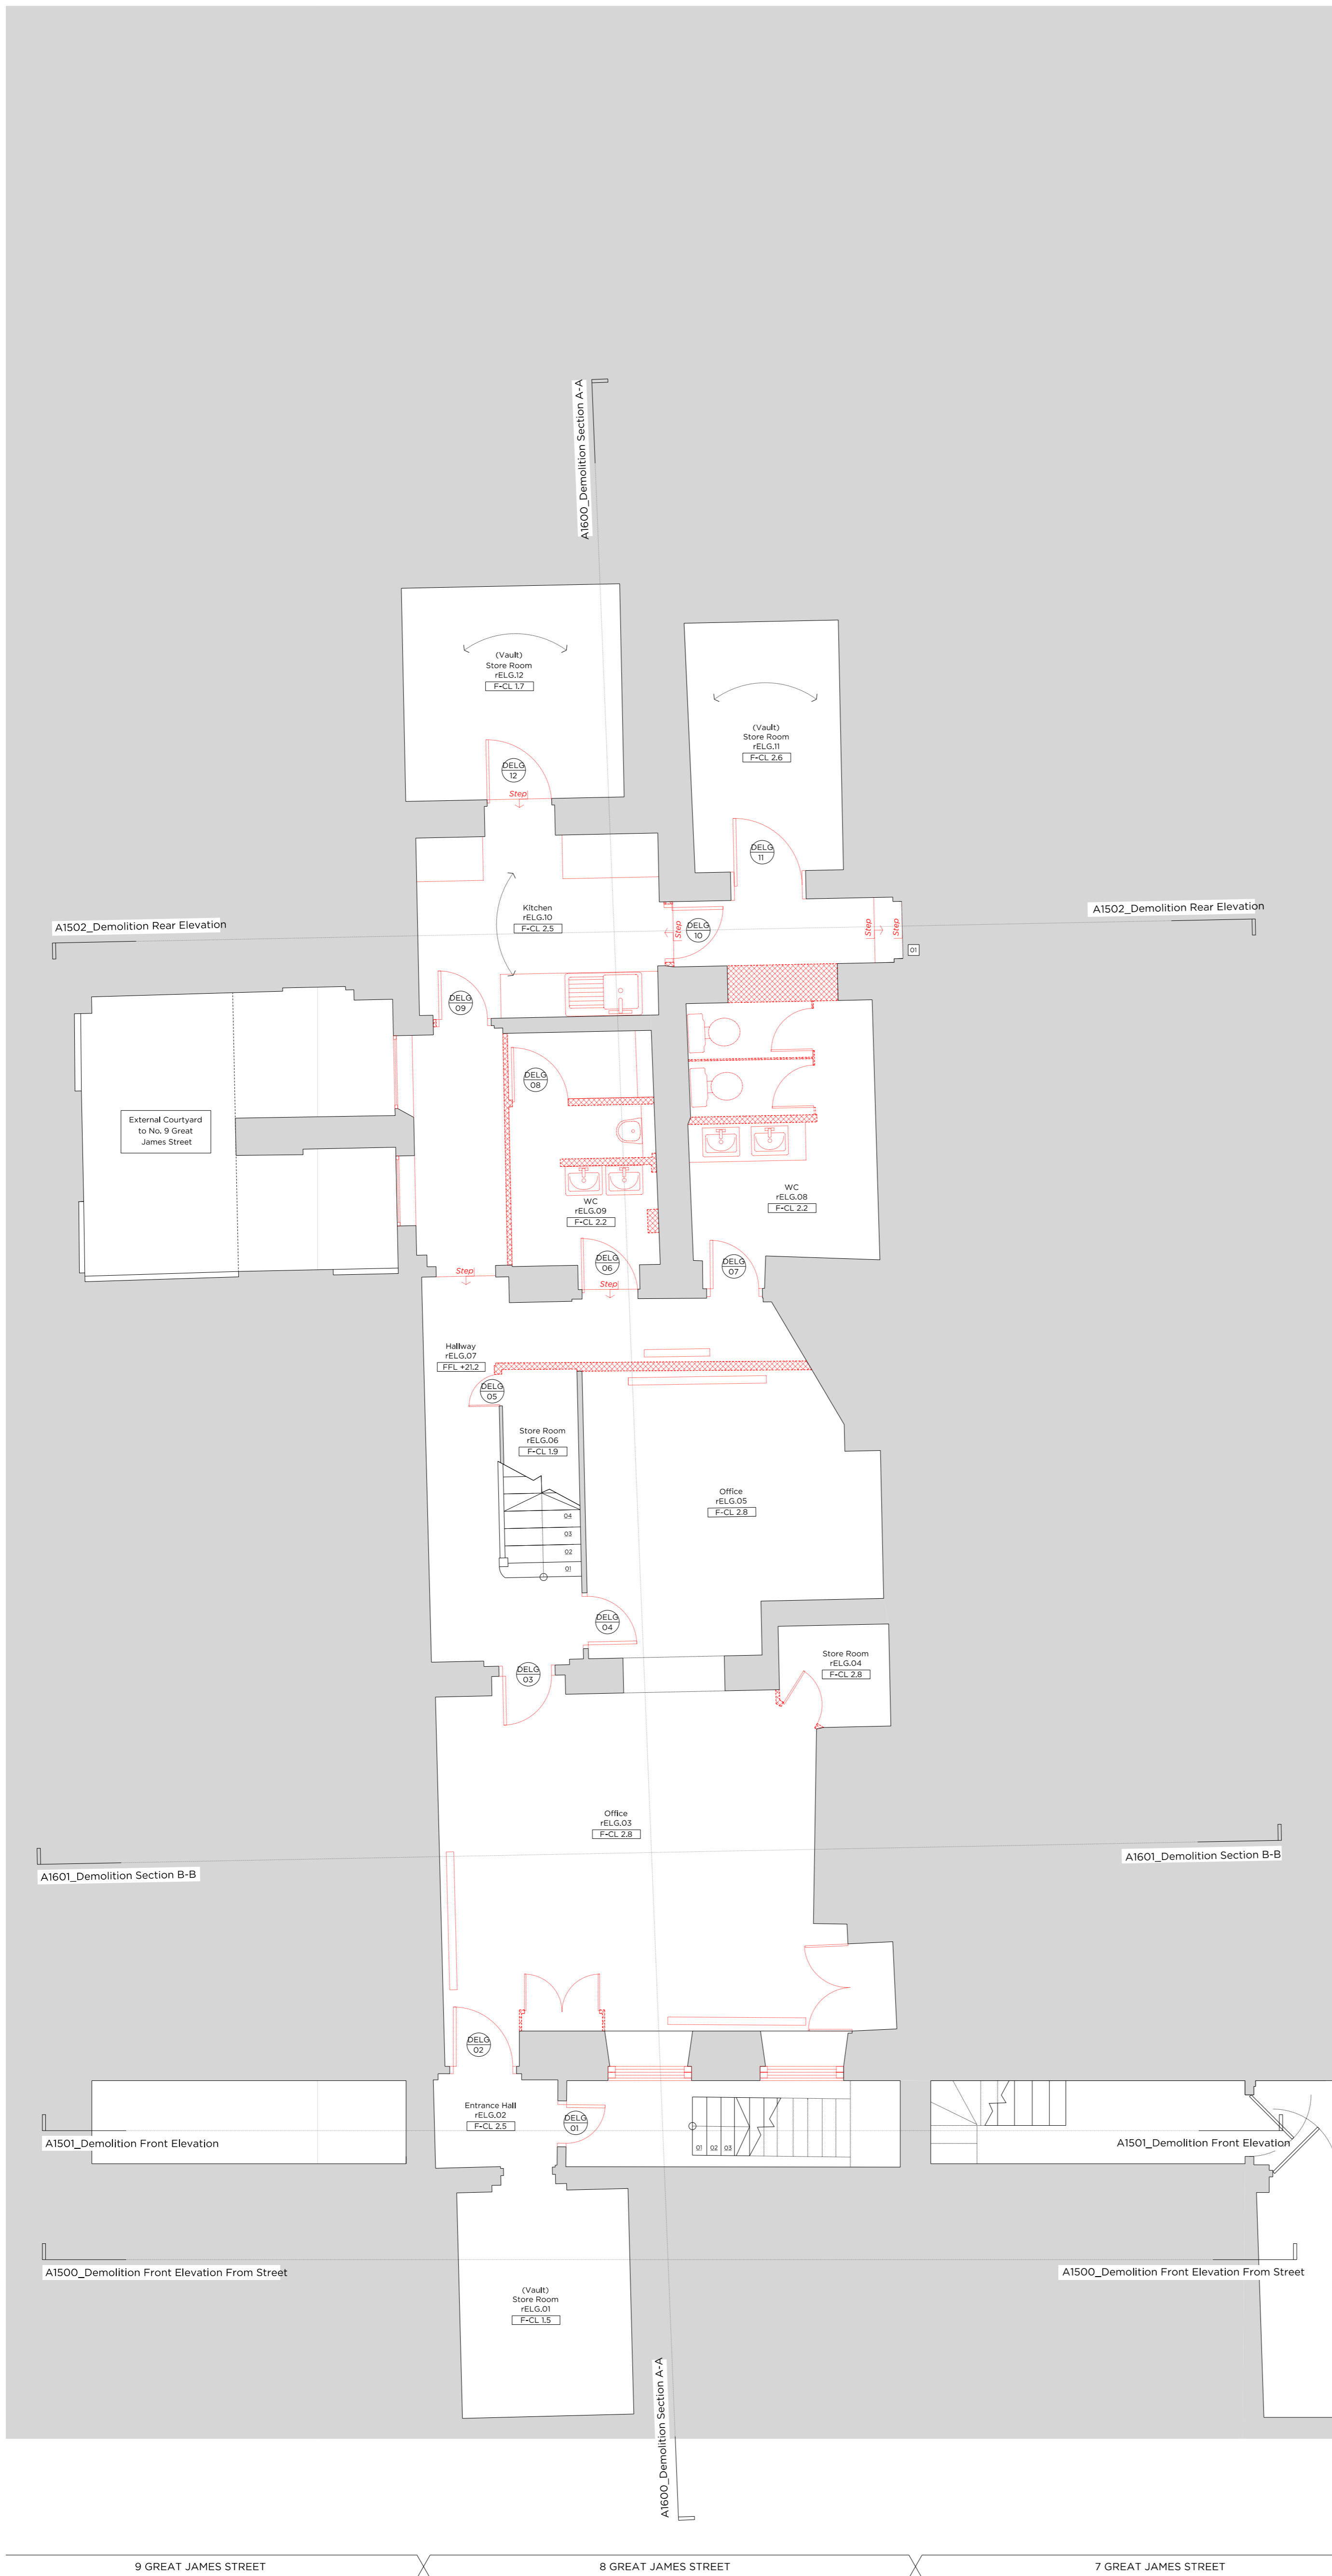 A1600_Demolition Section A-A
(Vault)
Store Room
rELG.12
F-CL 1.7
(Vault)
Store Room
rELG.11
F-CL 2.6
DELG
12
Step
DELG
11
Kitchen
rELG.10
F-CL 2.5
A1502_Demolition Rear Elevation
A1502_Demolition Rear Elevation
Step
DELG
10
Step
Step
01
DELG
09
DELG
08
External Courtyard
to No. 9 Great
James Street
WC
rELG.09
F-CL 2.2
WC
rELG.08
F-CL 2.2
DELG
06
DELG
07
Step
Step
Hallway
rELG.07
FFL +21.2
DELG
05
Store Room
rELG.06
F-CL 1.9
Office
rELG.05
F-CL 2.8
04
03
02
01
DELG
04
DELG
03
Store Room
rELG.04
F-CL 2.8
Office
rELG.03
F-CL 2.8
A1601_Demolition Section B-B
A1601_Demolition Section B-B
DELG
02
Entrance Hall
rELG.02
F-CL 2.5
DELG
01
01 02 03
A1501_Demolition Front Elevation
A1501_Demolition Front Elevation
A1500_Demolition Front Elevation From Street
A1500_Demolition Front Elevation From Street
(Vault)
Store Room
rELG.01
F-CL 1.5
A1600_Demolition Section A-A
9 GREAT JAMES STREET
8 GREAT JAMES STREET
7 GREAT JAMES STREET